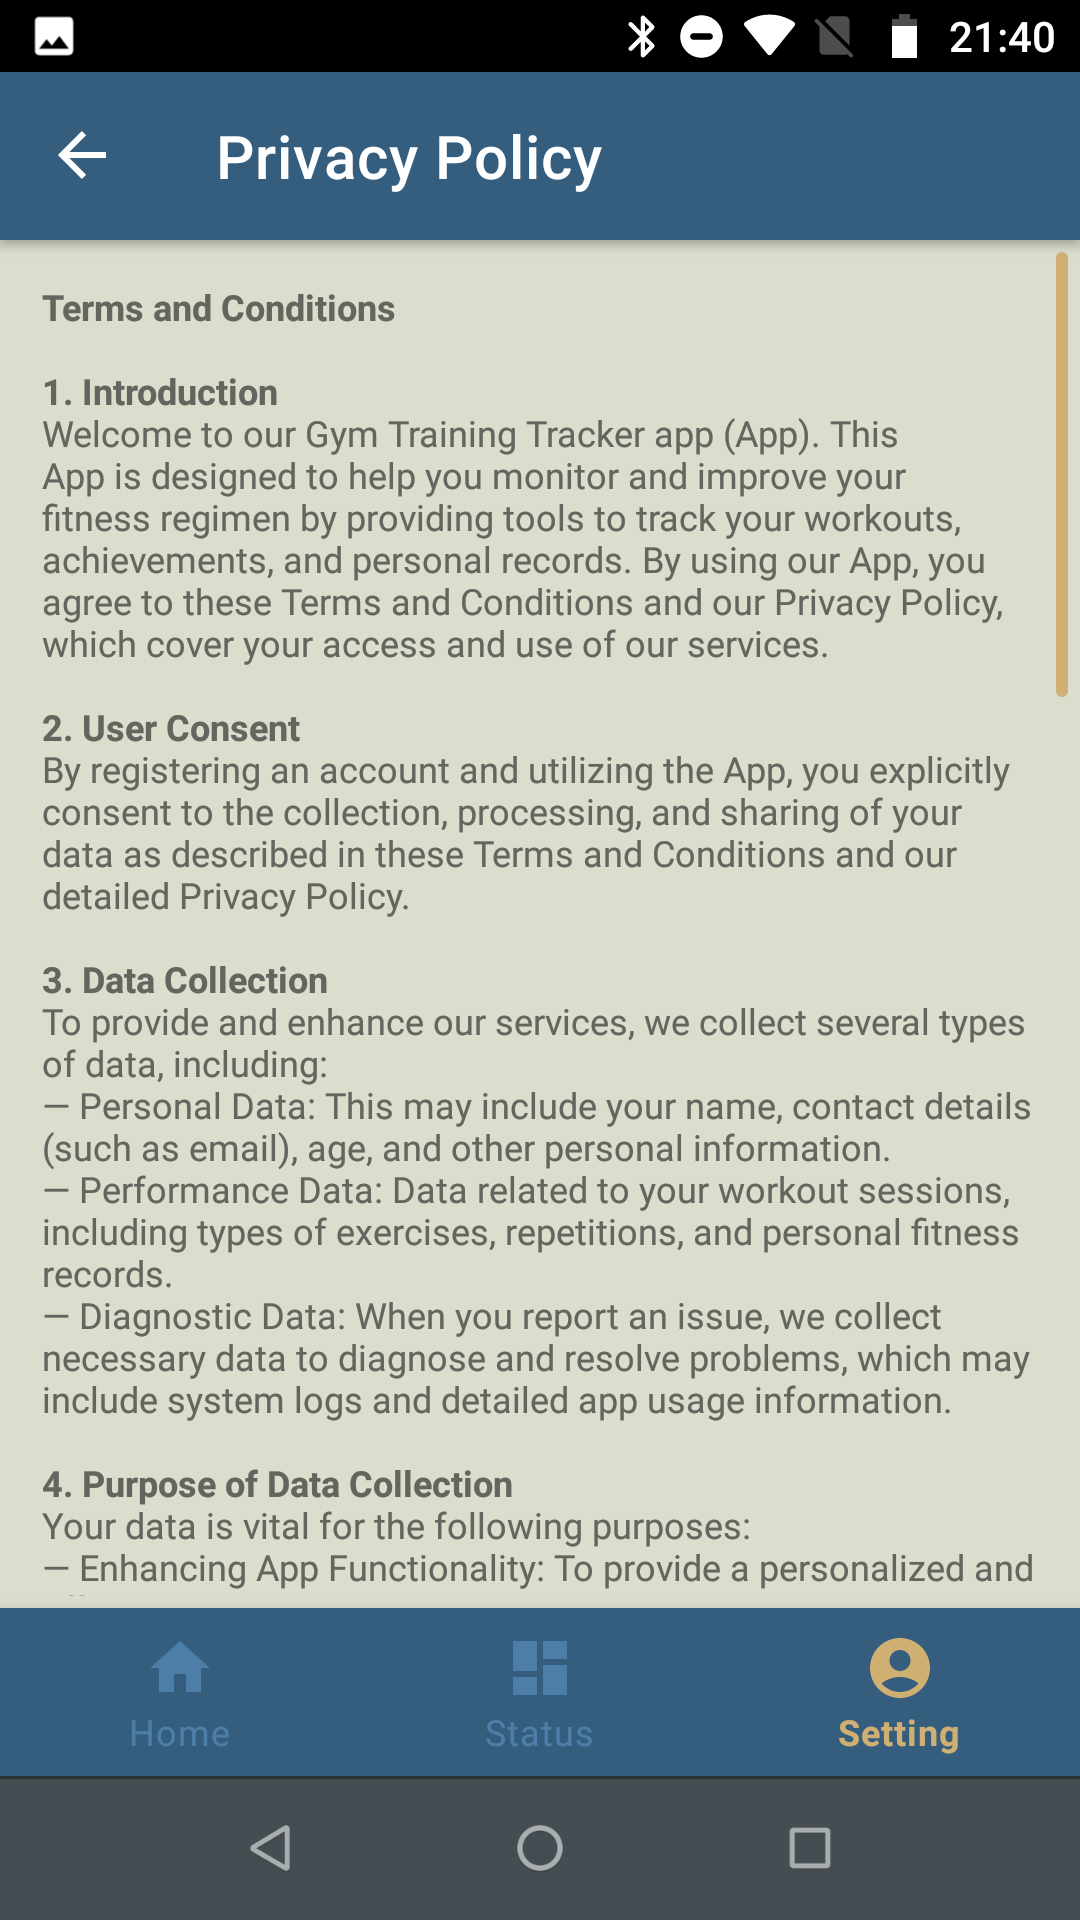 21:40
Privacy Policy
Terms and Conditions
1. Introduction
Welcome to our Gym Training Tracker app (App). This
App is designed to help you monitor and improve your
fitness regimen by providing tools to track your workouts,
achievements, and personal records. By using our App, you
agree to these Terms and Conditions and our Privacy Policy,
which cover your access and use of our services.
2. User Consent
By registering an account and utilizing the App, you explicitly
consent to the collection, processing, and sharing of your
data as described in these Terms and Conditions and our
detailed Privacy Policy.
3. Data Collection
To provide and enhance our services, we collect several types
of data, including:
— Personal Data: This may include your name, contact details
(such as email), age, and other personal information.
— Performance Data: Data related to your workout sessions,
including types of exercises, repetitions, and personal fitness
records.
— Diagnostic Data: When you report an issue, we collect
necessary data to diagnose and resolve problems, which may
include system logs and detailed app usage information.
4. Purpose of Data Collection
Your data is vital for the following purposes:
— Enhancing App Functionality: To provide a personalized and
Home
Status
Setting